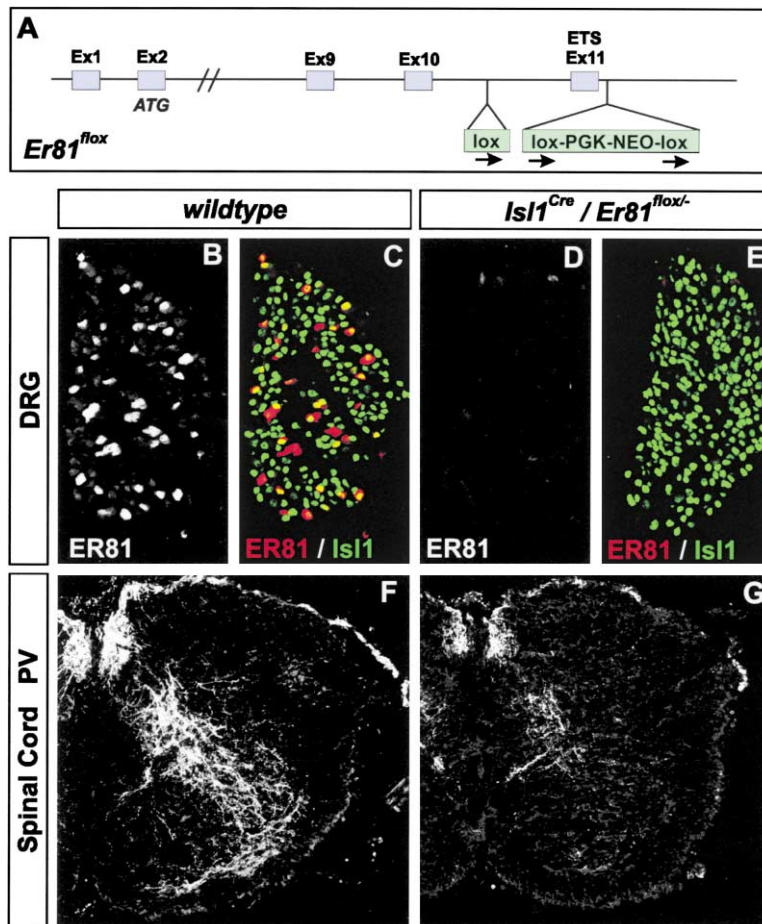 A
Ex1 Ex2 Ex9 Ex10 ETS Ex11
ATG
Er81flox
lox lox-PGK-NEO-lox
wildtype Isl1Cre / Er81flox/-
DRG
B C D E
ER81 ER81 / Isl1 ER81 ER81 / Isl1
Spinal Cord PV
F G